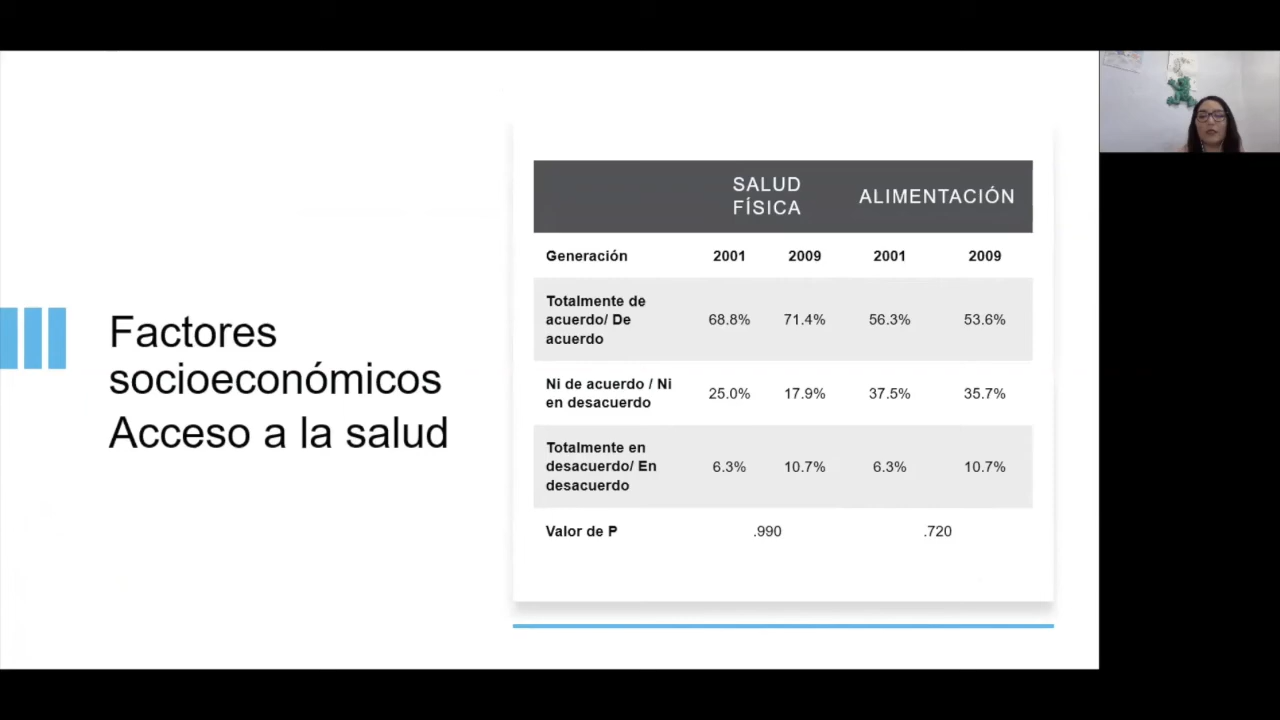 Factores
socioeconómicos
Acceso a la salud
SALUD
FÍSICA
ALIMENTACIÓN
Generación 2001 2009 2001 2009
Totalmente de
acuerdo/ De
acuerdo
68.8% 71.4% 56.3% 53.6%
Ni de acuerdo / Ni
en desacuerdo
25.0% 17.9% 37.5% 35.7%
Totalmente en
desacuerdo/ En
desacuerdo
6.3% 10.7% 6.3% 10.7%
Valor de P .990 .720